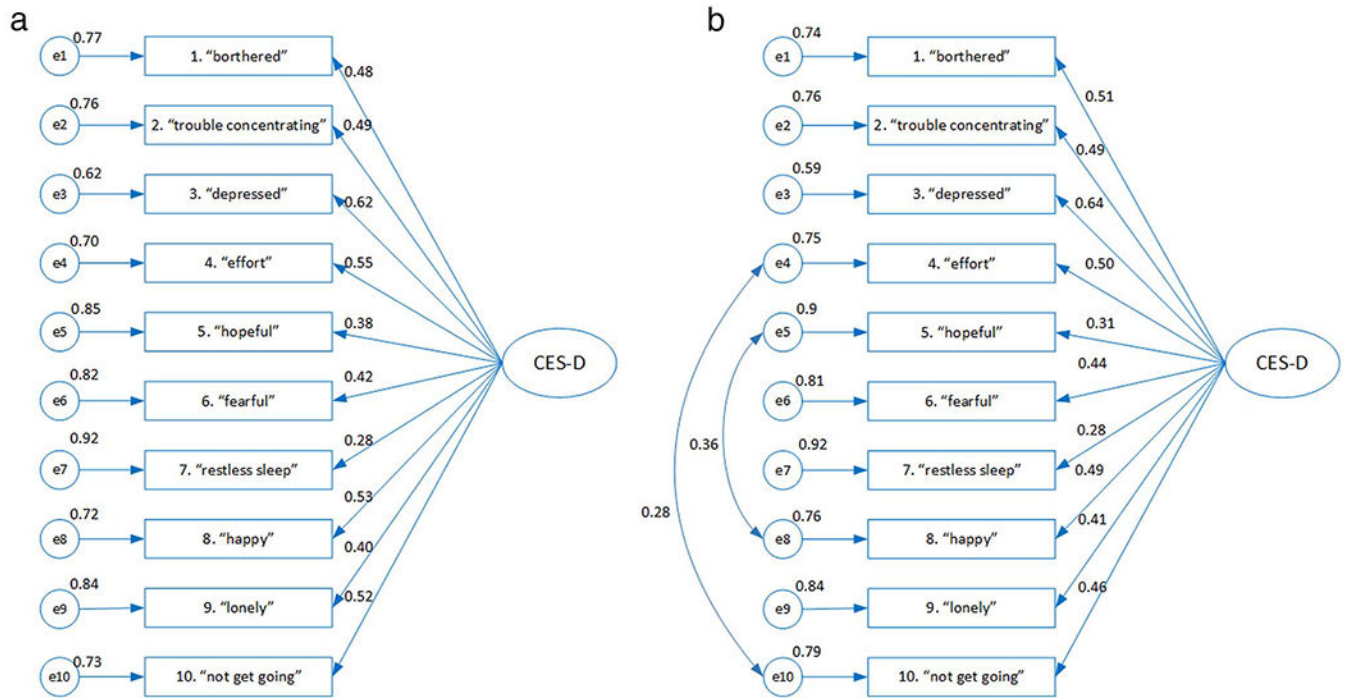 a
0.77
e1
1. “borthered”
0.48
0.76
e2
2. “trouble concentrating”
0.49
0.62
e3
3. “depressed”
0.62
0.70
e4
4. “effort”
0.55
0.85
e5
5. “hopeful”
0.38
0.82
e6
6. “fearful”
0.42
0.92
e7
7. “restless sleep”
0.28
0.72
e8
8. “happy”
0.53
0.84
e9
9. “lonely”
0.40
0.73
e10
10. “not get going”
0.52
CES-D
b
0.74
e1
1. “borthered”
0.51
0.76
e2
2. “trouble concentrating”
0.49
0.59
e3
3. “depressed”
0.64
0.75
e4
4. “effort”
0.50
0.9
e5
5. “hopeful”
0.31
0.81
e6
6. “fearful”
0.44
0.92
e7
7. “restless sleep”
0.28
0.76
e8
8. “happy”
0.49
0.84
e9
9. “lonely”
0.41
0.79
e10
10. “not get going”
0.46
0.36
0.28
CES-D